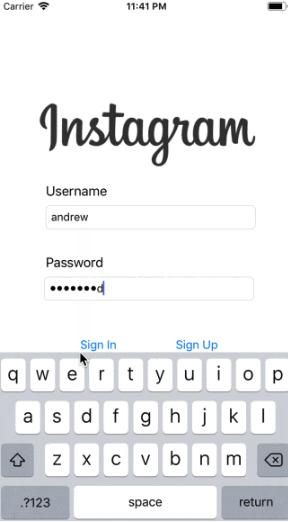 Carrier 11:41 PM
Instagram
Username
andrew
Password
●●●●●●●d
Sign In Sign Up
q w e r t y u i o p
a s d f g h j k l
z x c v b n m
.?123 space return